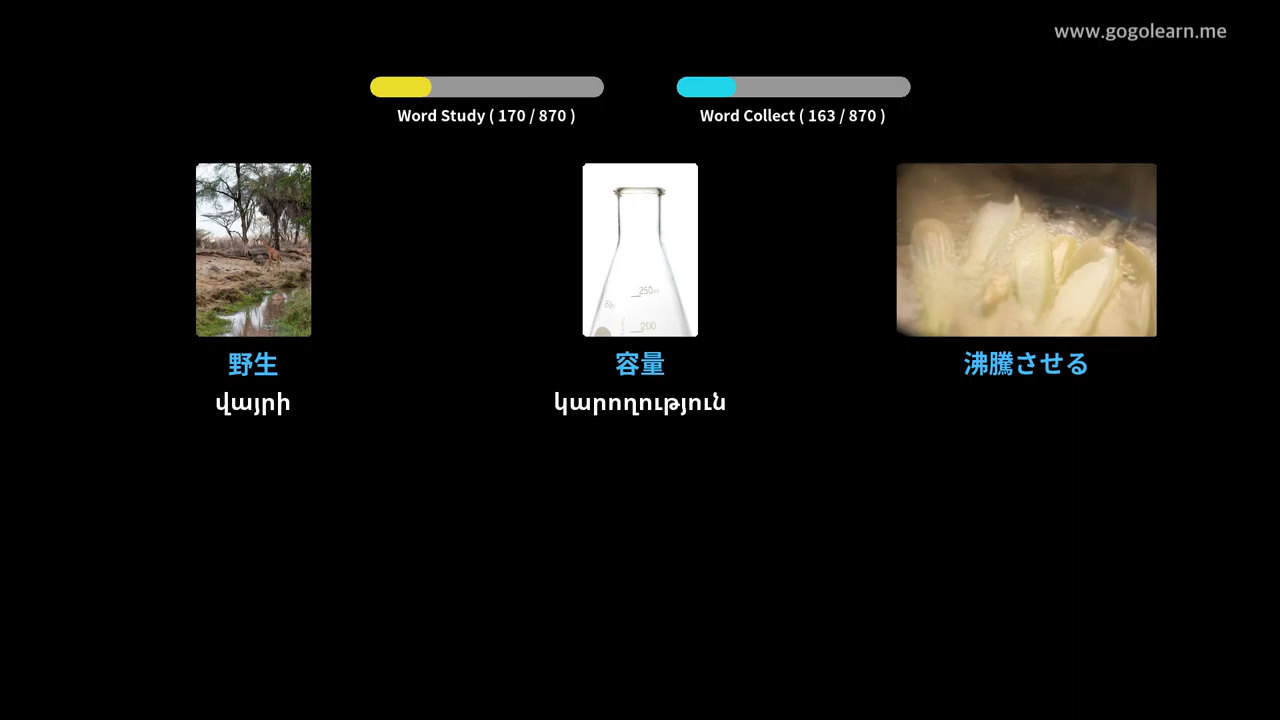 www.gogolearn.me
Word Study ( 170 / 870 )
Word Collect ( 163 / 870 )
250ml
200
野生
容量
沸騰させる
վայրի
կարողություն